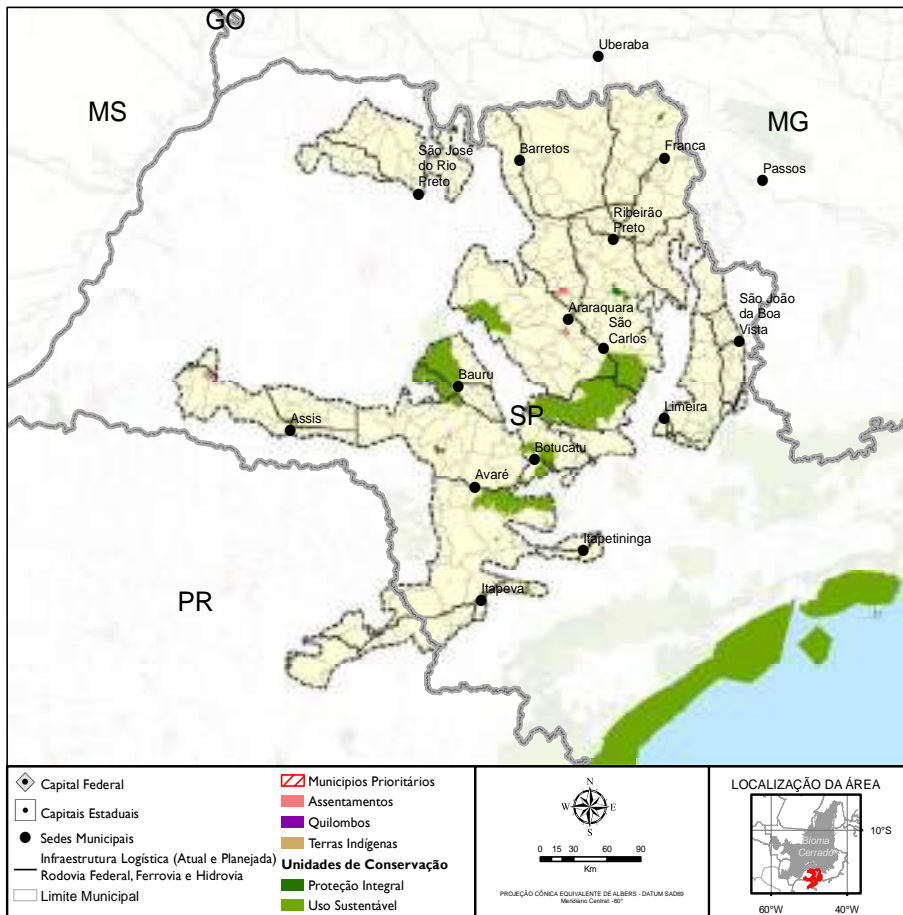 GO
Uberaba
MS
MG
São José
do Rio
Preto
Barretos
Franca
Passos
Ribeirão
Preto
Araraquara
São
Carlos
São João
da Boa
Vista
Bauru
SP
Limeira
Assis
Botucatu
Avaré
Itapetininga
PR
Itapeva
Capital Federal
Capitais Estaduais
Sedes Municipais
Infraestrutura Logística (Atual e Planejada)
Rodovia Federal, Ferrovia e Hidrovia
Limite Municipal
Municipios Prioritários
Assentamentos
Quilombos
Terras Indígenas
Unidades de Conservação
Proteção Integral
Uso Sustentável
N
W E
S
0 15 30 60 90
Km
PROJEÇÃO CÔNICA EQUIVALENTE DE ALBERS - DATUM SAD69
Meridiano Central: -60°
LOCALIZAÇÃO DA ÁREA
Bioma
Cerrado
10°S
60°W 40°W